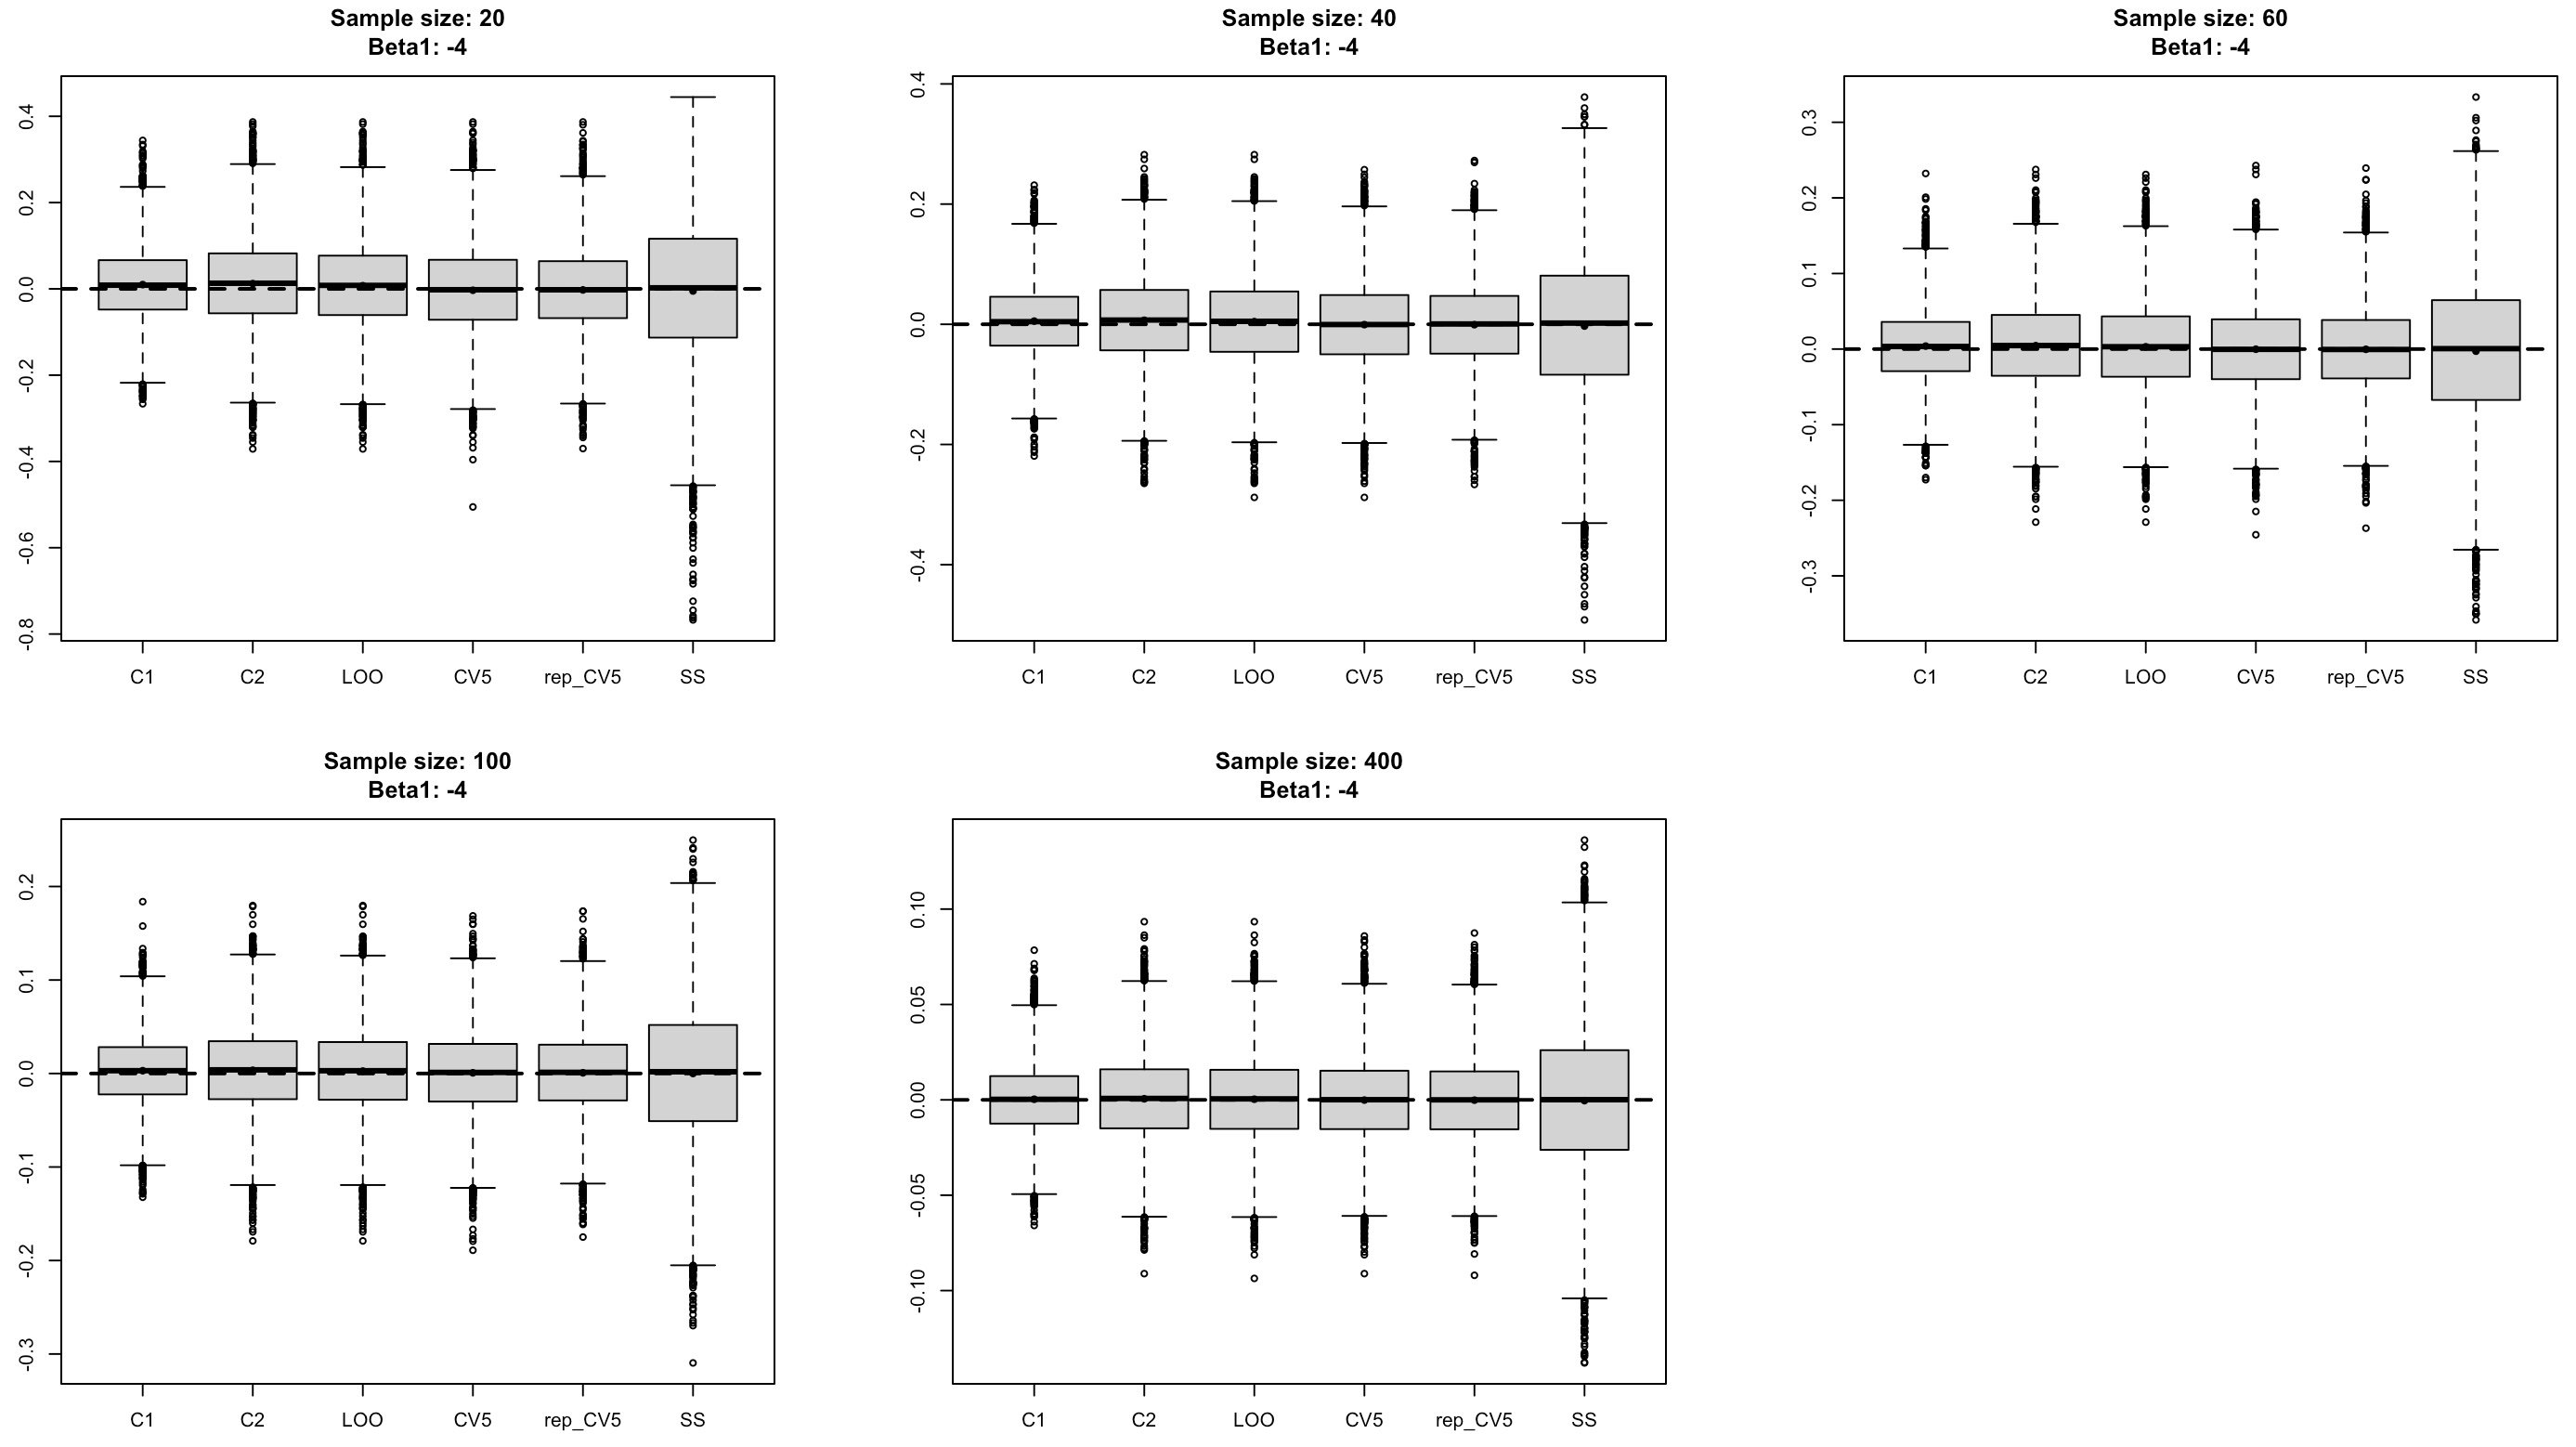 Sample size: 20
Beta1: -4
0.4
0.2
0.0
-0.2
-0.4
-0.6
-0.8
C1 C2 LOO CV5 rep_CV5 SS
Sample size: 40
Beta1: -4
0.4
0.2
0.0
-0.2
-0.4
C1 C2 LOO CV5 rep_CV5 SS
Sample size: 60
Beta1: -4
0.3
0.2
0.1
0.0
-0.1
-0.2
-0.3
C1 C2 LOO CV5 rep_CV5 SS
Sample size: 100
Beta1: -4
0.2
0.1
0.0
-0.1
-0.2
-0.3
C1 C2 LOO CV5 rep_CV5 SS
Sample size: 400
Beta1: -4
0.10
0.05
0.00
-0.05
-0.10
C1 C2 LOO CV5 rep_CV5 SS